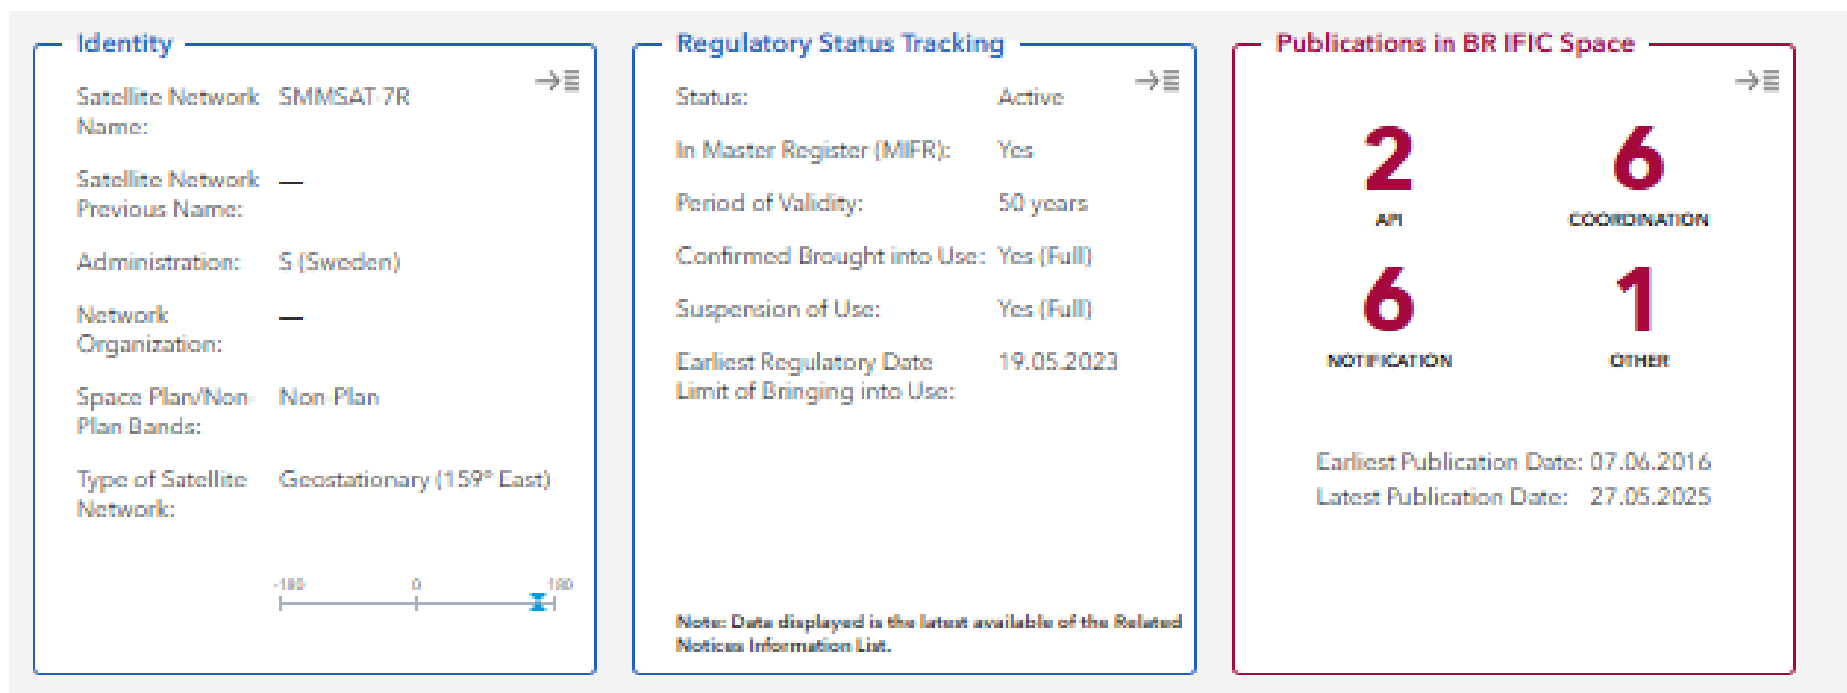 Identity
Satellite Network SMMSAT-7R
Name:
Satellite Network —
Previous Name:
Administration: S (Sweden)
Network —
Organization:
Space Plan/Non- Non-Plan
Plan Bands:
Type of Satellite Geostationary (159° East)
Network:
-180 0 180
Regulatory Status Tracking
Status: Active
In Master Register (MIFR): Yes
Period of Validity: 50 years
Confirmed Brought into Use: Yes (Full)
Suspension of Use: Yes (Full)
Earliest Regulatory Date 19.05.2023
Limit of Bringing into Use:
Note: Data displayed is the latest available of the Related
Notices Information List.
Publications in BR IFIC Space
2 6
API COORDINATION
6 1
NOTIFICATION OTHER
Earliest Publication Date: 07.06.2016
Latest Publication Date: 27.05.2025